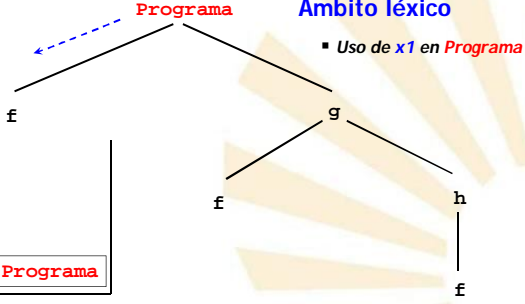 Programa
Ámbito léxico
▪ Uso de x1 en Programa
f
g
f
h
Programa
f